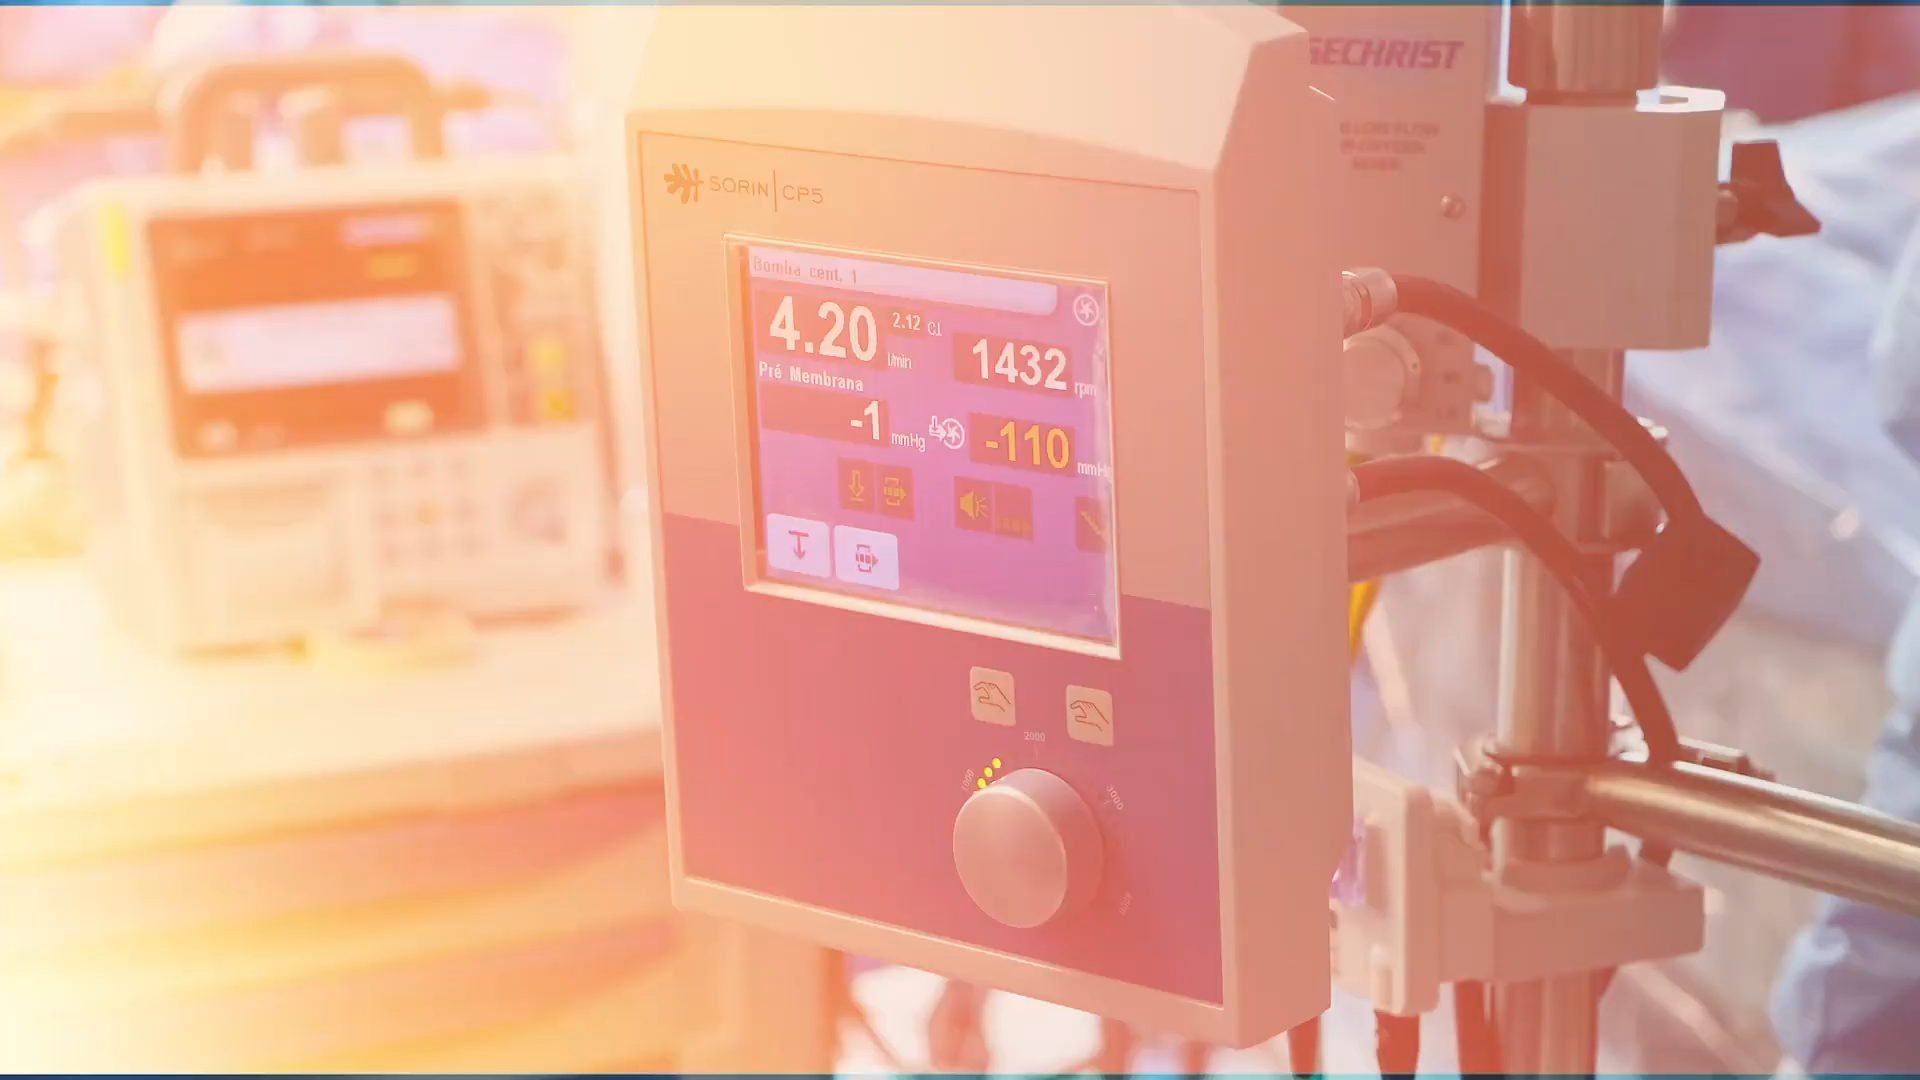 SECHRIST
SORIN CP5
Bomba cent. 1
4.20 l/min 2.12 C.I.
1432 rpm
Pré Membrana
-1 mmHg
-110 mmHg
2000
1000
3000